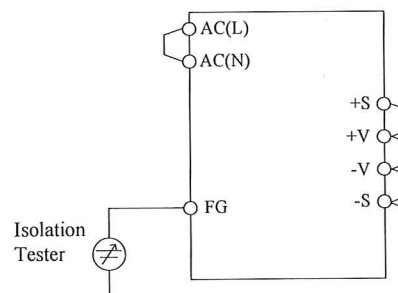 AC(L)
AC(N)
+S
+V
-V
-S
FG
Isolation
Tester